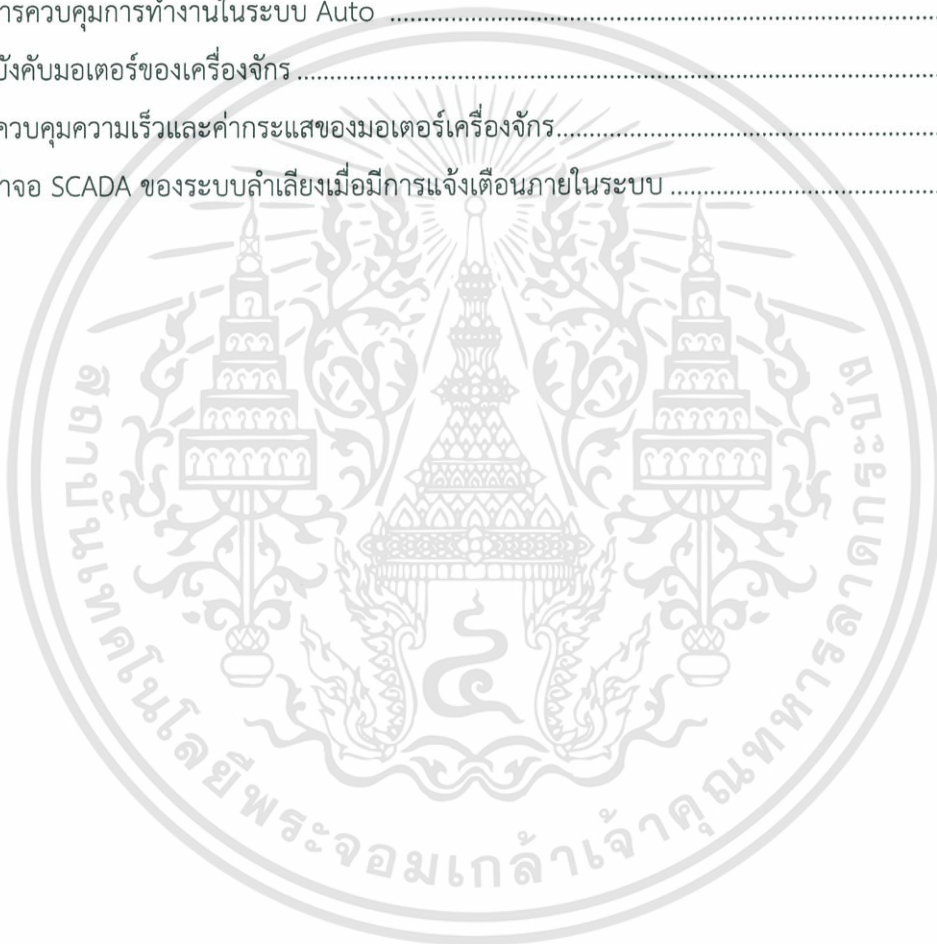 ารควบคุมการทำงานในระบบ Auto ................................................................
บังคับมอเตอร์ของเครื่องจักร ................................................................
ควบคุมความเร็วและค่ากระแสของมอเตอร์เครื่องจักร................................................................
าจอ SCADA ของระบบลำเลียงเมื่อมีการแจ้งเตือนภายในระบบ ................................................................
สถาบันเทคโนโลยีพระจอมเกล้าเจ้าคุณทหารลาดกระบัง
๔